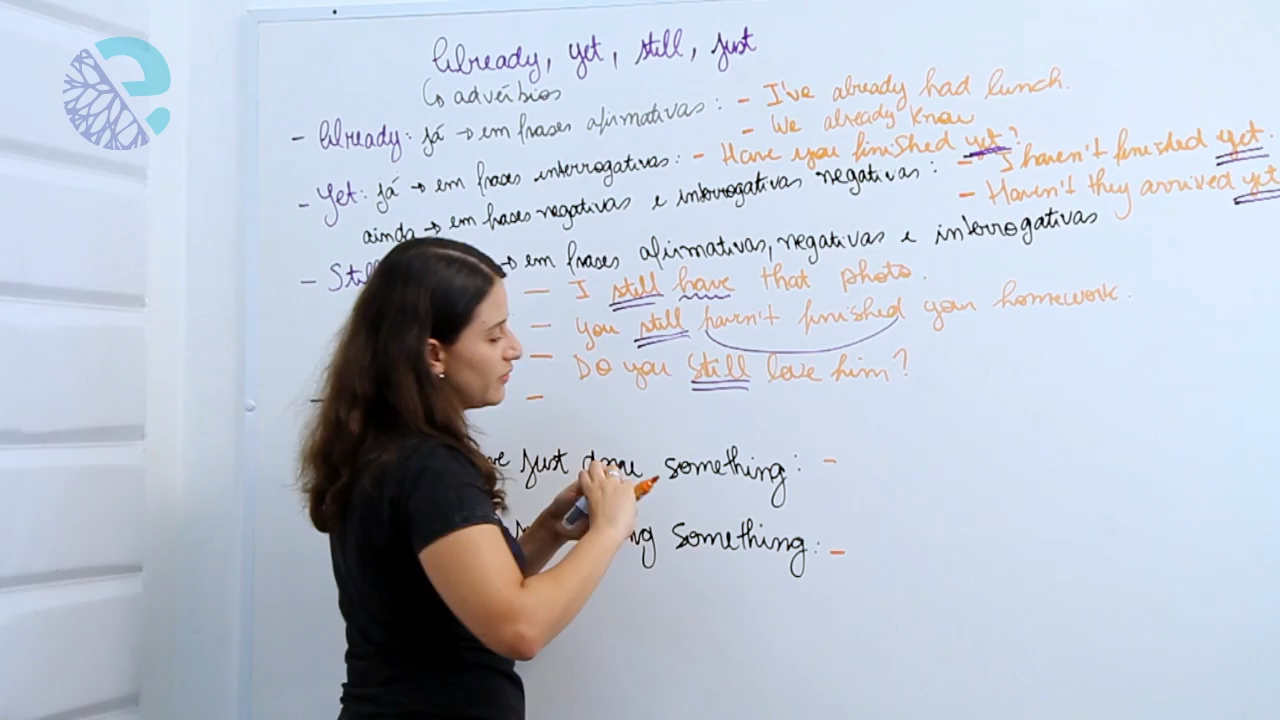 Already, yet, still, just
↳ advérbios
- Already: já → em frases afirmativas: - I've already had lunch.
- We already know
- Yet: já → em frases interrogativas: - Have you finished yet?
ainda → em frases negativas e interrogativas negativas: - I haven't finished yet.
- Haven't they arrived yet
- Still → em frases afirmativas, negativas e interrogativas
- I still have that photo.
- You still haven't finished your homework.
- Do you still love him?
-
just done something: -
something: -